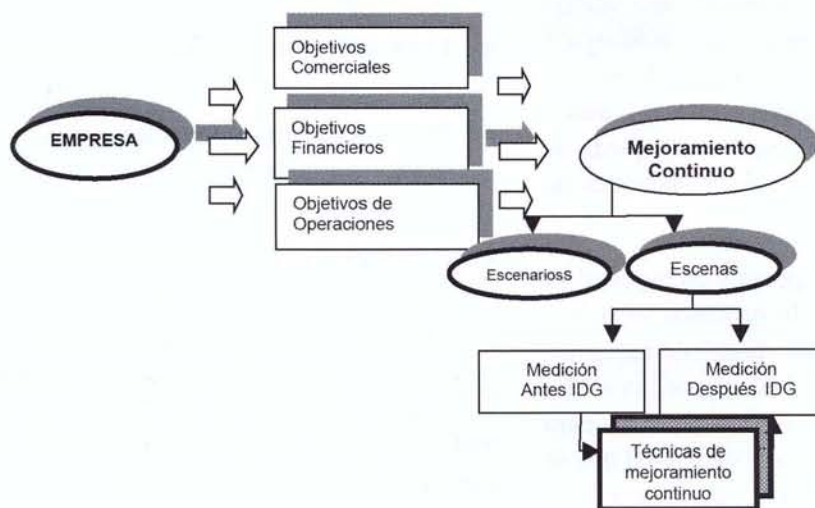 EMPRESA
Objetivos
Comerciales
Objetivos
Financieros
Objetivos de
Operaciones
Mejoramiento
Continuo
Escenarioss
Escenas
Medición
Antes IDG
Medición
Después IDG
Técnicas de
mejoramiento
continuo